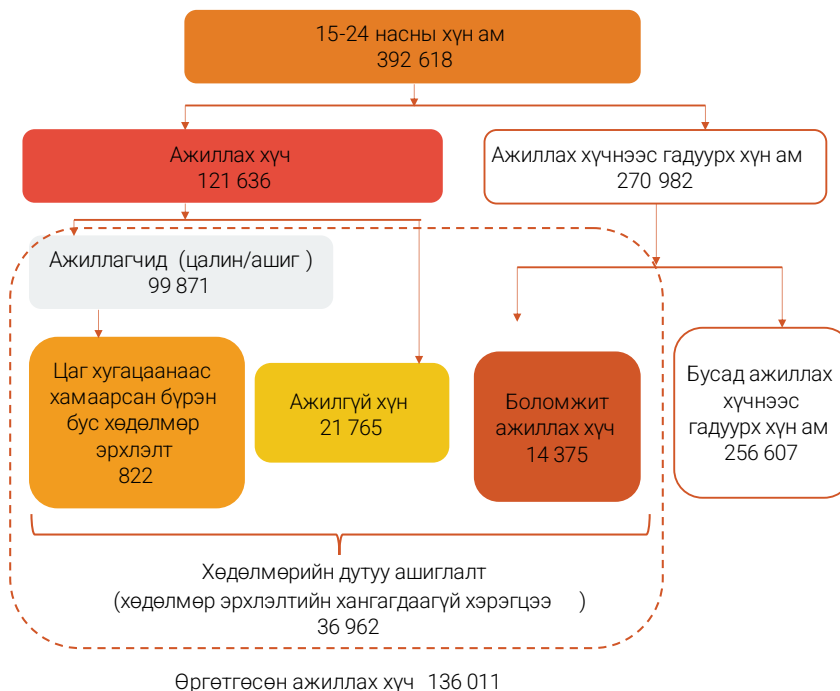 15-24 насны хүн ам
392 618
Ажиллах хүч
121 636
Ажиллах хүчнээс гадуурх хүн ам
270 982
Ажиллагчид (цалин/ашиг )
99 871
Цаг хугацаанаас
хамаарсан бүрэн
бус хөдөлмөр
эрхлэлт
822
Ажилгүй хүн
21 765
Боломжит
ажиллах хүч
14 375
Бусад ажиллах
хүчнээс
гадуурх хүн ам
256 607
Хөдөлмөрийн дутуу ашиглалт
(хөдөлмөр эрхлэлтийн хангагдаагүй хэрэгцээ )
36 962
Өргөтгөсөн ажиллах хүч 136 011